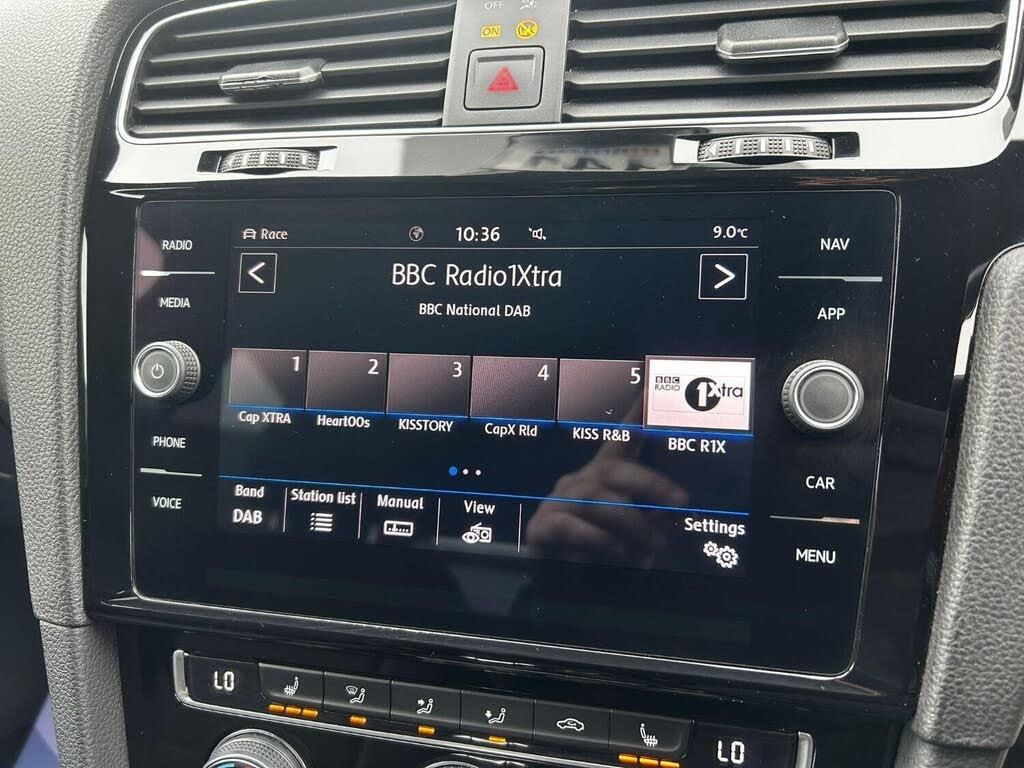 OFF
ON
RADIO
MEDIA
PHONE
VOICE
Race
10:36
9.0°C
<
BBC Radio1Xtra
>
BBC National DAB
1
2
3
4
5
BBC
RADIO
1Xtra
Cap XTRA
Heart00s
KISSTORY
CapX Rld
KISS R&B
BBC R1X
Band
DAB
Station list
Manual
View
Settings
NAV
APP
CAR
MENU
LO
LO